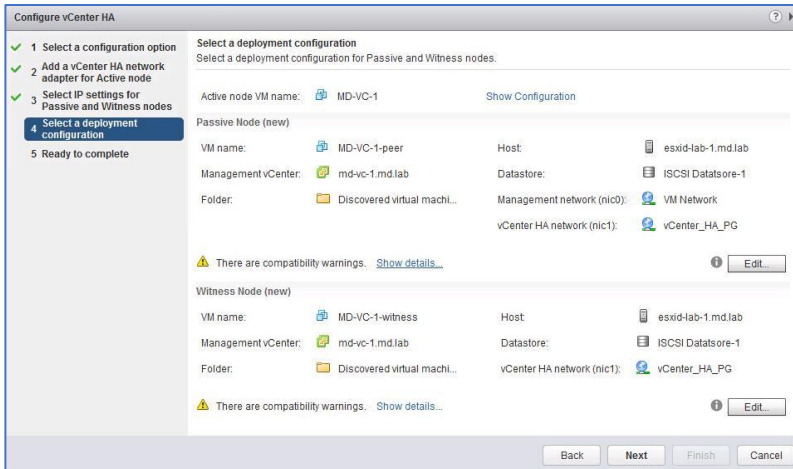 Configure vCenter HA
1 Select a configuration option
2 Add a vCenter HA network
adapter for Active node
3 Select IP settings for
Passive and Witness nodes
4 Select a deployment
configuration
5 Ready to complete
Select a deployment configuration
Select a deployment configuration for Passive and Witness nodes.
Active node VM name: MD-VC-1 Show Configuration
Passive Node (new)
VM name: MD-VC-1-peer Host: esxid-lab-1.md.lab
Management vCenter: md-vc-1.md.lab Datastore: ISCSI Datatsore-1
Folder: Discovered virtual machi... Management network (nic0): VM Network
vCenter HA network (nic1): vCenter_HA_PG
There are compatibility warnings. Show details... Edit...
Witness Node (new)
VM name: MD-VC-1-witness Host: esxid-lab-1.md.lab
Management vCenter: md-vc-1.md.lab Datastore: ISCSI Datatsore-1
Folder: Discovered virtual machi... vCenter HA network (nic1): vCenter_HA_PG
There are compatibility warnings. Show details... Edit...
Back Next Finish Cancel